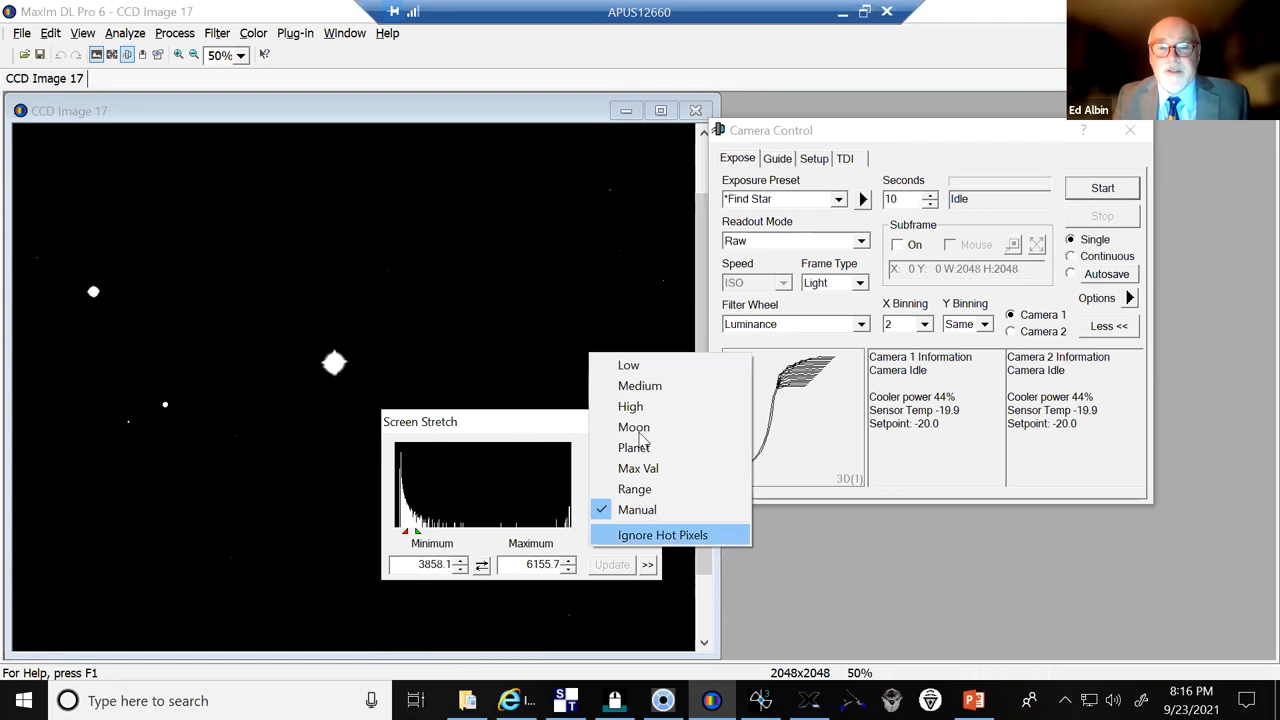 MaxIm DL Pro 6 - CCD Image 17
APUS12660
File Edit View Analyze Process Filter Color Plug-in Window Help
50%
CCD Image 17
CCD Image 17
Ed Albin
Camera Control
Expose Guide Setup TDI
Exposure Preset
Seconds
*Find Star
10
Idle
Start
Stop
Readout Mode
Raw
Subframe
On
Mouse
X: 0 Y: 0 W:2048 H:2048
Single
Continuous
Autosave
Speed
Frame Type
ISO
Light
Options
Filter Wheel
X Binning
Y Binning
Luminance
2
Same
Camera 1
Camera 2
Less <<
3D(1)
Camera 1 Information
Camera Idle
Cooler power 44%
Sensor Temp -19.9
Setpoint: -20.0
Camera 2 Information
Camera Idle
Cooler power 44%
Sensor Temp -19.9
Setpoint: -20.0
Low
Medium
High
Moon
Planet
Max Val
Range
Manual
Ignore Hot Pixels
Screen Stretch
Minimum
Maximum
3858.1
6155.7
Update
>>
For Help, press F1
2048x2048
50%
Type here to search
8:16 PM
9/23/2021